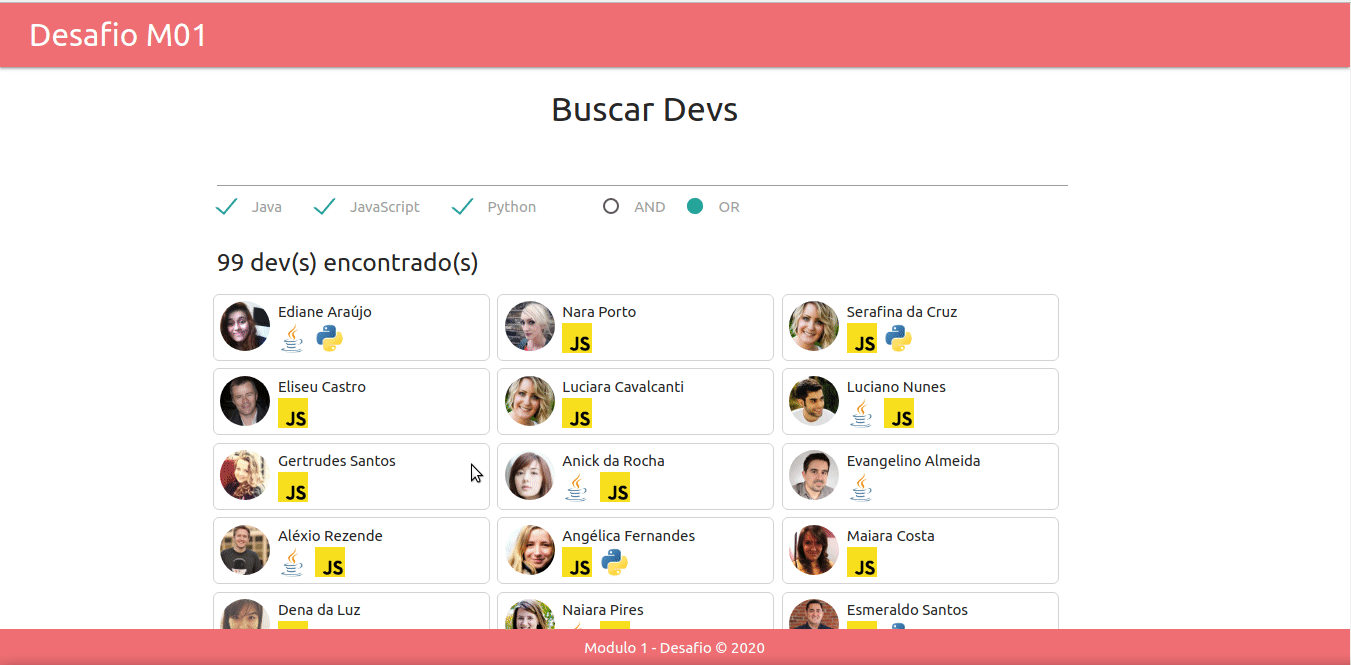 Desafio M01
Buscar Devs
Java JavaScript Python AND OR
99 dev(s) encontrado(s)
Ediane Araújo Nara Porto Serafina da Cruz
JS JS
Eliseu Castro Luciara Cavalcanti Luciano Nunes
JS JS JS
Gertrudes Santos Anick da Rocha Evangelino Almeida
JS JS
Aléxio Rezende Angélica Fernandes Maiara Costa
JS JS JS
Dena da Luz Naiara Pires Esmeraldo Santos
Modulo 1 - Desafio © 2020